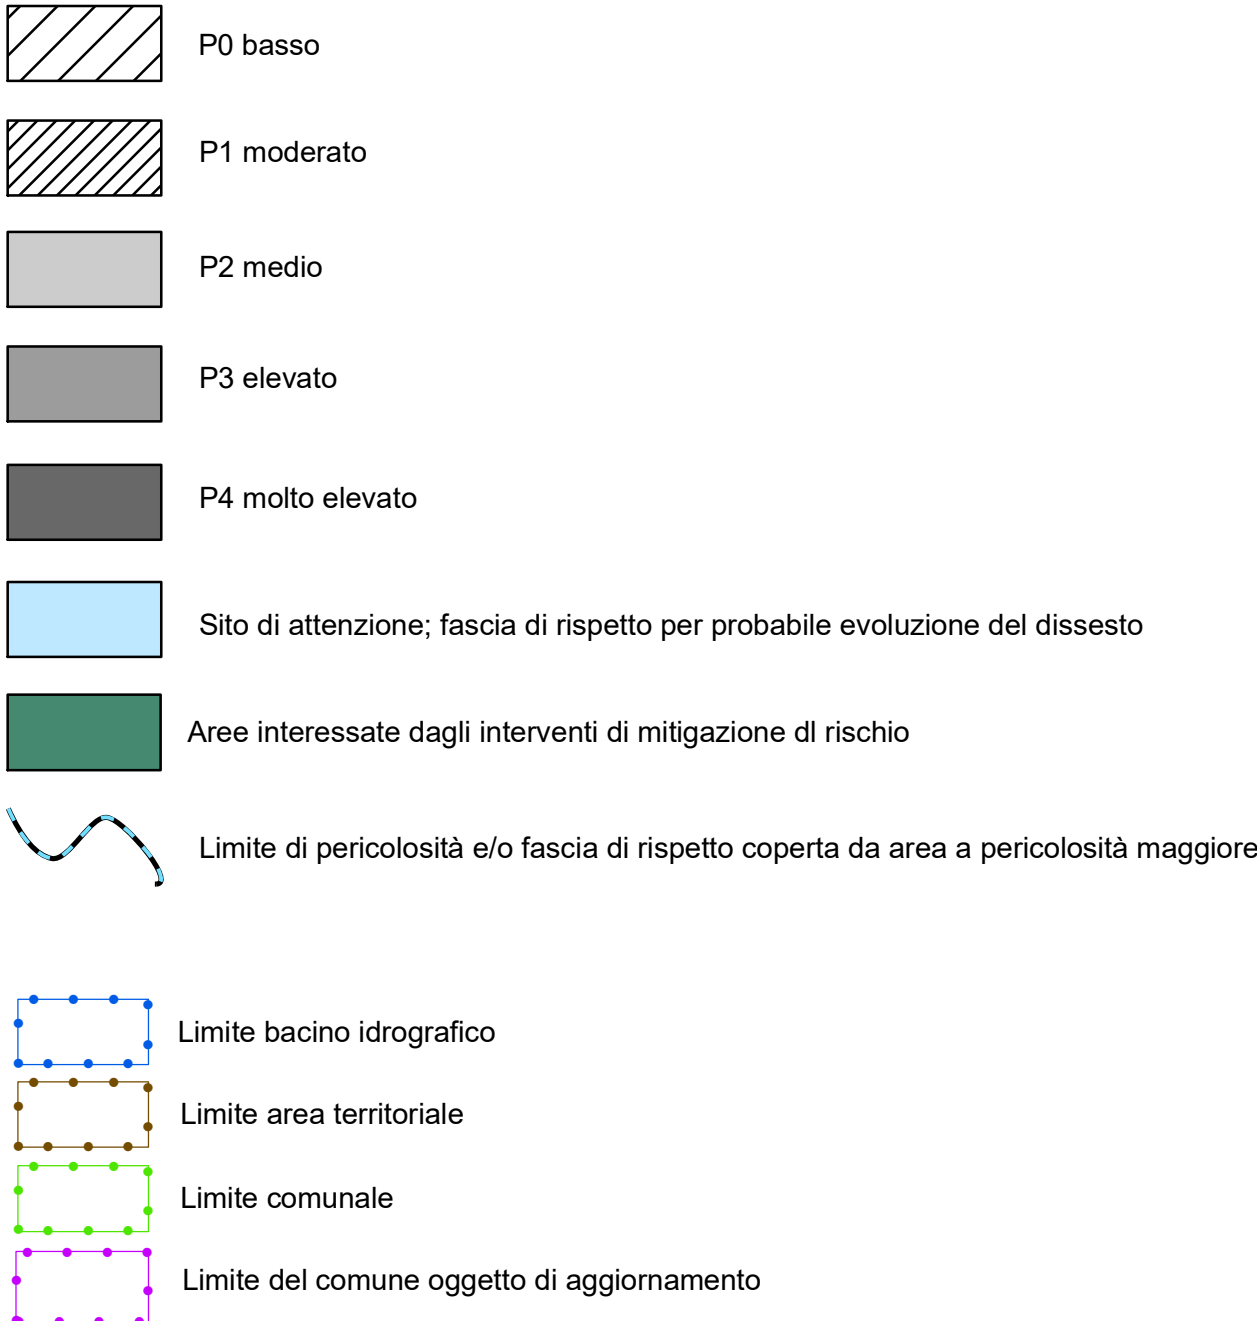 P0 basso
P1 moderato
P2 medio
P3 elevato
P4 molto elevato
Sito di attenzione; fascia di rispetto per probabile evoluzione del dissesto
Aree interessate dagli interventi di mitigazione dl rischio
Limite di pericolosità e/o fascia di rispetto coperta da area a pericolosità maggiore
Limite bacino idrografico
Limite area territoriale
Limite comunale
Limite del comune oggetto di aggiornamento